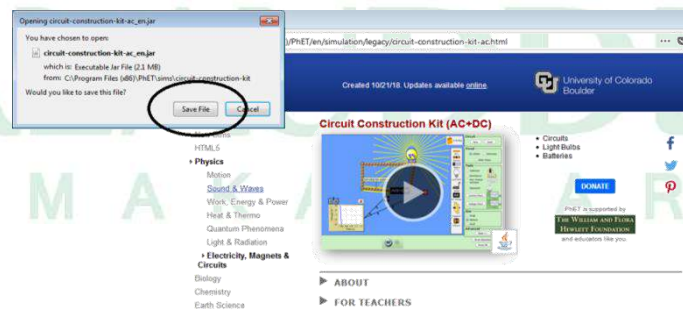 Opening circuit-construction-kit-ac_en.jar
You have chosen to open:
circuit-construction-kit-ac_en.jar
which is: Executable Jar File (2.1 MB)
from: C:\Program Files (x86)\PhET\sims\circuit-construction-kit
Would you like to save this file?
Save File
Cancel
)/PhET/en/simulation/legacy/circuit-construction-kit-ac.html
Created 10/21/18. Updates available online.
University of Colorado
Boulder
HTML5
Physics
Motion
Sound & Waves
Work, Energy & Power
Heat & Thermo
Quantum Phenomena
Light & Radiation
Electricity, Magnets &
Circuits
Biology
Chemistry
Earth Science
Circuit Construction Kit (AC+DC)
ABOUT
FOR TEACHERS
Circuits
Light Bulbs
Batteries
DONATE
PhET is supported by
THE WILLIAM AND FLORA
HEWLETT FOUNDATION
and educators like you.